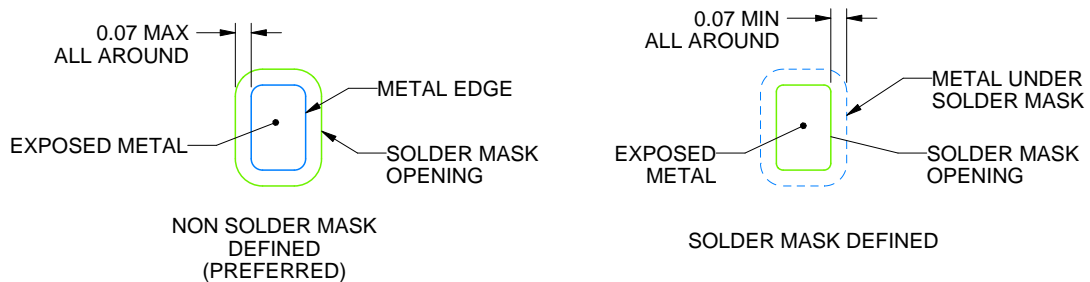 0.07 MAX
ALL AROUND
METAL EDGE
EXPOSED METAL
SOLDER MASK
OPENING
NON SOLDER MASK
DEFINED
(PREFERRED)
0.07 MIN
ALL AROUND
METAL UNDER
SOLDER MASK
EXPOSED
METAL
SOLDER MASK
OPENING
SOLDER MASK DEFINED